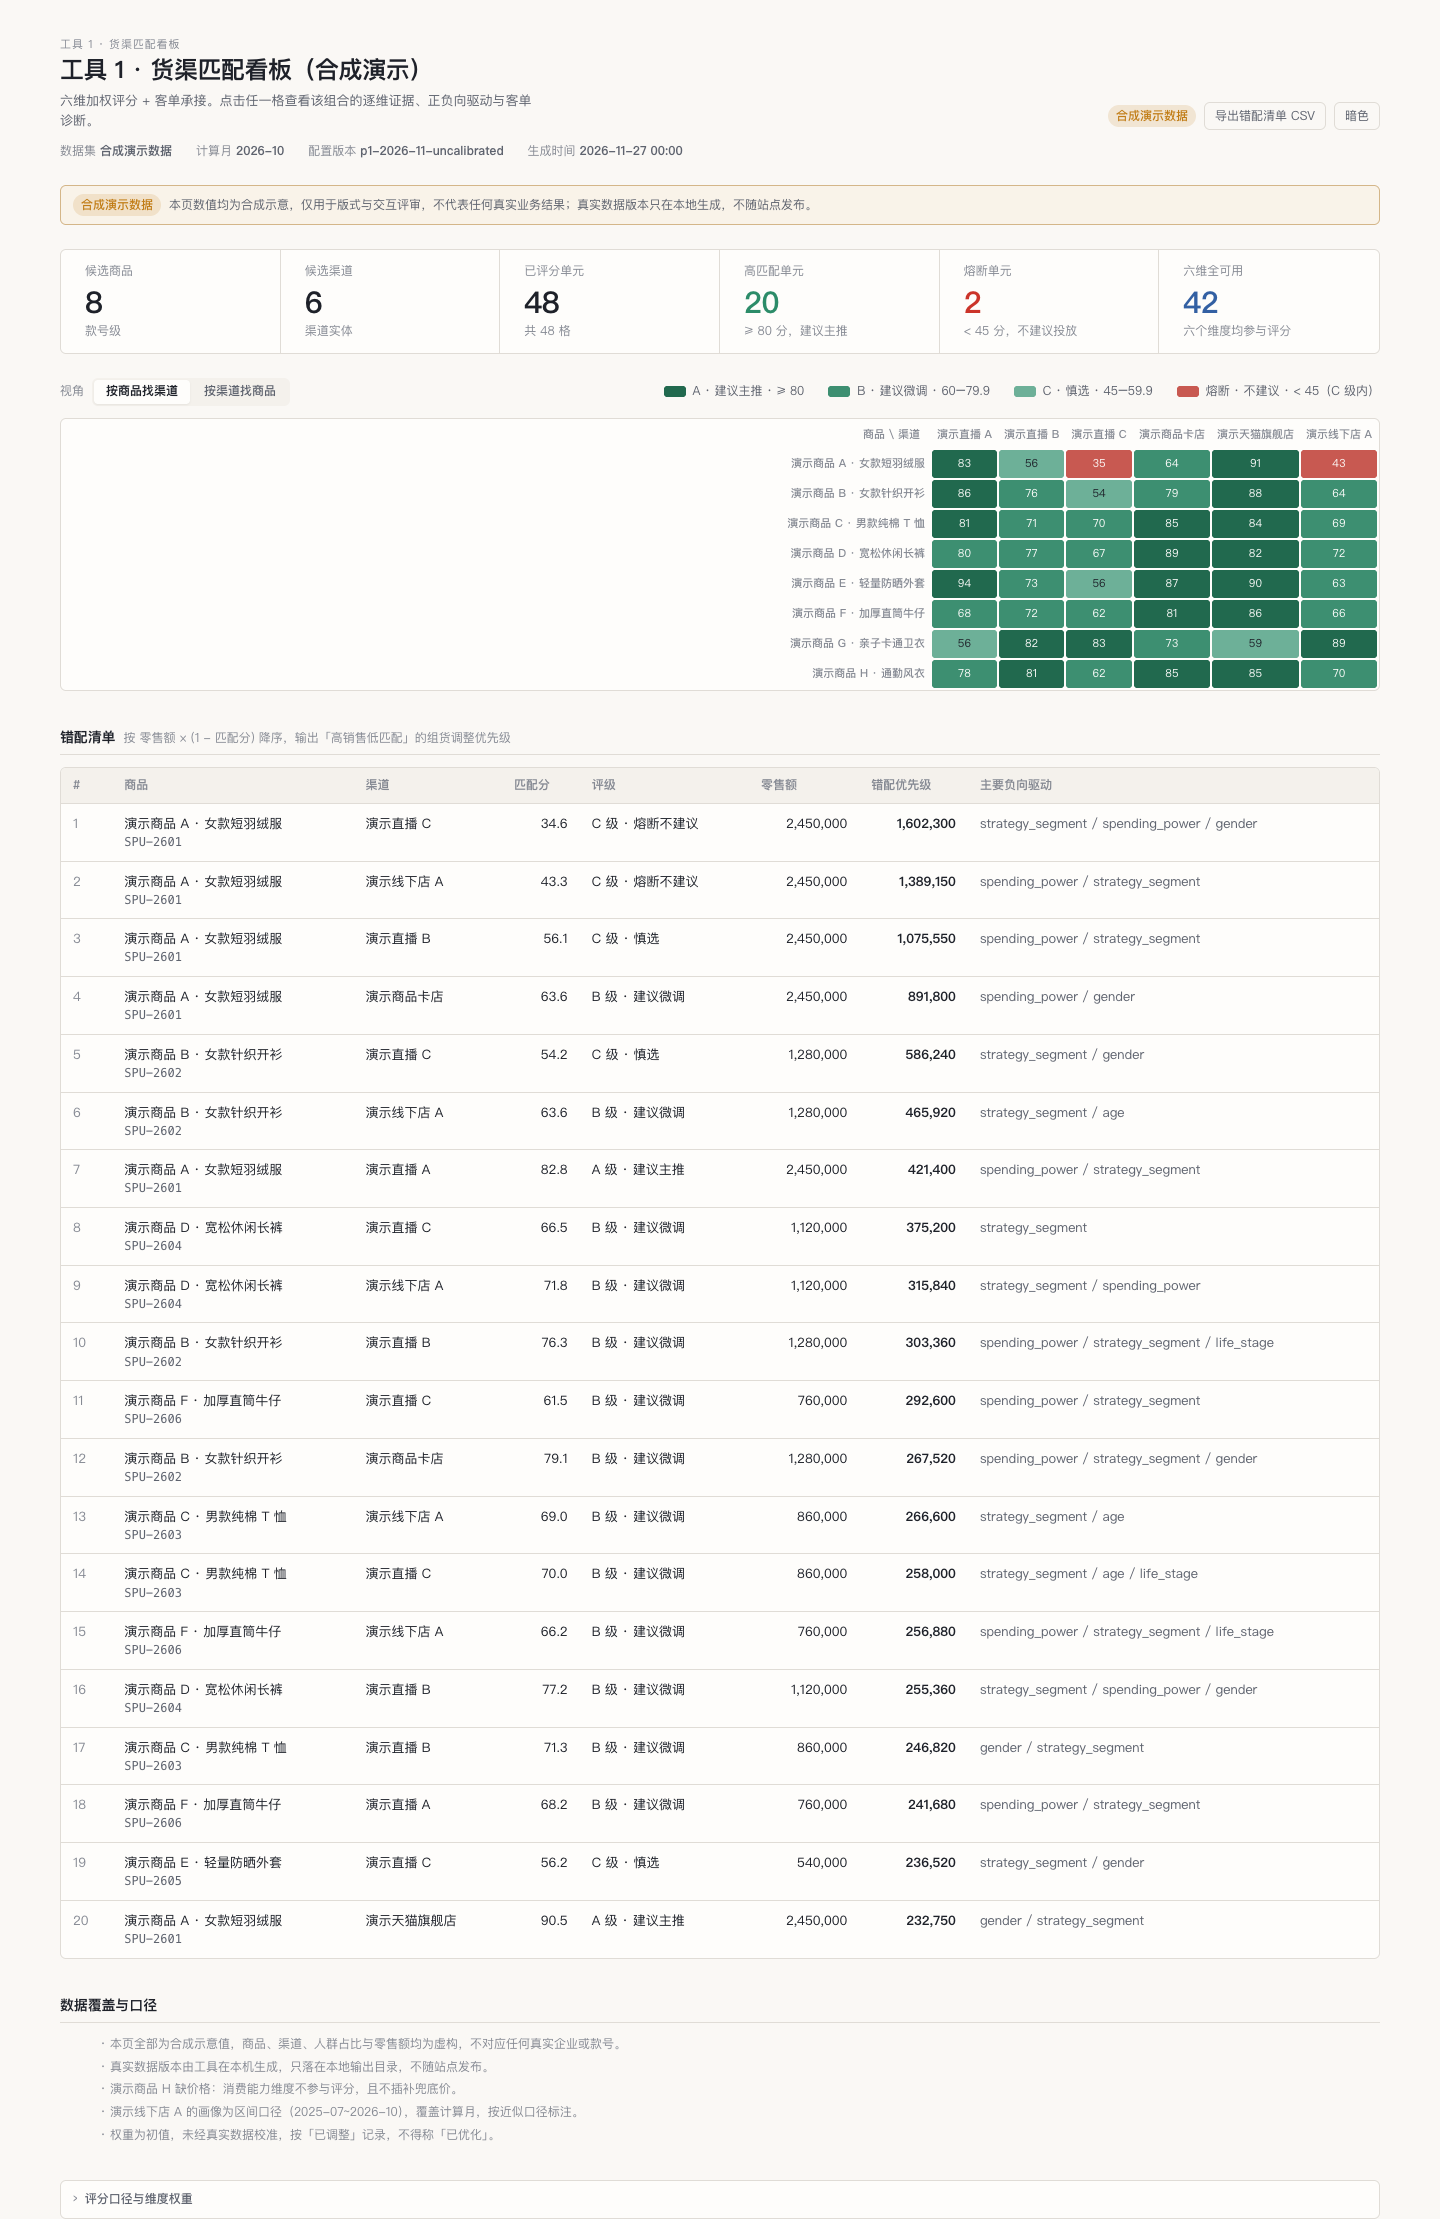 工具 1 · 货渠匹配看板
工具 1 · 货渠匹配看板（合成演示）
六维加权评分 + 客单承接。点击任一格查看该组合的逐维证据、正负向驱动与客单
诊断。
合成演示数据 导出错配清单 CSV 暗色
数据集 合成演示数据 计算月 2026-10 配置版本 p1-2026-11-uncalibrated 生成时间 2026-11-27 00:00
合成演示数据 本页数值均为合成示意，仅用于版式与交互评审，不代表任何真实业务结果；真实数据版本只在本地生成，不随站点发布。
候选商品 候选渠道 已评分单元 高匹配单元 熔断单元 六维全可用
8 6 48 20 2 42
款号级 渠道实体 共 48 格 ≥ 80 分，建议主推 < 45 分，不建议投放 六个维度均参与评分
视角 按商品找渠道 按渠道找商品 A · 建议主推 · ≥ 80 B · 建议微调 · 60–79.9 C · 慎选 · 45–59.9 熔断 · 不建议 · < 45（C 级内）
商品 \ 渠道 演示直播 A 演示直播 B 演示直播 C 演示商品卡店 演示天猫旗舰店 演示线下店 A
演示商品 A · 女款短羽绒服 83 56 35 64 91 43
演示商品 B · 女款针织开衫 86 76 54 79 88 64
演示商品 C · 男款纯棉 T 恤 81 71 70 85 84 69
演示商品 D · 宽松休闲长裤 80 77 67 89 82 72
演示商品 E · 轻量防晒外套 94 73 56 87 90 63
演示商品 F · 加厚直筒牛仔 68 72 62 81 86 66
演示商品 G · 亲子卡通卫衣 56 82 83 73 59 89
演示商品 H · 通勤风衣 78 81 62 85 85 70
错配清单 按 零售额 × (1 − 匹配分) 降序，输出「高销售低匹配」的组货调整优先级
# 商品 渠道 匹配分 评级 零售额 错配优先级 主要负向驱动
1 演示商品 A · 女款短羽绒服 演示直播 C 34.6 C 级 · 熔断不建议 2,450,000 1,602,300 strategy_segment / spending_power / gender
SPU-2601
2 演示商品 A · 女款短羽绒服 演示线下店 A 43.3 C 级 · 熔断不建议 2,450,000 1,389,150 spending_power / strategy_segment
SPU-2601
3 演示商品 A · 女款短羽绒服 演示直播 B 56.1 C 级 · 慎选 2,450,000 1,075,550 spending_power / strategy_segment
SPU-2601
4 演示商品 A · 女款短羽绒服 演示商品卡店 63.6 B 级 · 建议微调 2,450,000 891,800 spending_power / gender
SPU-2601
5 演示商品 B · 女款针织开衫 演示直播 C 54.2 C 级 · 慎选 1,280,000 586,240 strategy_segment / gender
SPU-2602
6 演示商品 B · 女款针织开衫 演示线下店 A 63.6 B 级 · 建议微调 1,280,000 465,920 strategy_segment / age
SPU-2602
7 演示商品 A · 女款短羽绒服 演示直播 A 82.8 A 级 · 建议主推 2,450,000 421,400 spending_power / strategy_segment
SPU-2601
8 演示商品 D · 宽松休闲长裤 演示直播 C 66.5 B 级 · 建议微调 1,120,000 375,200 strategy_segment
SPU-2604
9 演示商品 D · 宽松休闲长裤 演示线下店 A 71.8 B 级 · 建议微调 1,120,000 315,840 strategy_segment / spending_power
SPU-2604
10 演示商品 B · 女款针织开衫 演示直播 B 76.3 B 级 · 建议微调 1,280,000 303,360 spending_power / strategy_segment / life_stage
SPU-2602
11 演示商品 F · 加厚直筒牛仔 演示直播 C 61.5 B 级 · 建议微调 760,000 292,600 spending_power / strategy_segment
SPU-2606
12 演示商品 B · 女款针织开衫 演示商品卡店 79.1 B 级 · 建议微调 1,280,000 267,520 spending_power / strategy_segment / gender
SPU-2602
13 演示商品 C · 男款纯棉 T 恤 演示线下店 A 69.0 B 级 · 建议微调 860,000 266,600 strategy_segment / age
SPU-2603
14 演示商品 C · 男款纯棉 T 恤 演示直播 C 70.0 B 级 · 建议微调 860,000 258,000 strategy_segment / age / life_stage
SPU-2603
15 演示商品 F · 加厚直筒牛仔 演示线下店 A 66.2 B 级 · 建议微调 760,000 256,880 spending_power / strategy_segment / life_stage
SPU-2606
16 演示商品 D · 宽松休闲长裤 演示直播 B 77.2 B 级 · 建议微调 1,120,000 255,360 strategy_segment / spending_power / gender
SPU-2604
17 演示商品 C · 男款纯棉 T 恤 演示直播 B 71.3 B 级 · 建议微调 860,000 246,820 gender / strategy_segment
SPU-2603
18 演示商品 F · 加厚直筒牛仔 演示直播 A 68.2 B 级 · 建议微调 760,000 241,680 spending_power / strategy_segment
SPU-2606
19 演示商品 E · 轻量防晒外套 演示直播 C 56.2 C 级 · 慎选 540,000 236,520 strategy_segment / gender
SPU-2605
20 演示商品 A · 女款短羽绒服 演示天猫旗舰店 90.5 A 级 · 建议主推 2,450,000 232,750 gender / strategy_segment
SPU-2601
数据覆盖与口径
· 本页全部为合成示意值，商品、渠道、人群占比与零售额均为虚构，不对应任何真实企业或款号。
· 真实数据版本由工具在本机生成，只落在本地输出目录，不随站点发布。
· 演示商品 H 缺价格：消费能力维度不参与评分，且不插补兜底价。
· 演示线下店 A 的画像为区间口径（2025-07~2026-10），覆盖计算月，按近似口径标注。
· 权重为初值，未经真实数据校准，按「已调整」记录，不得称「已优化」。
› 评分口径与维度权重